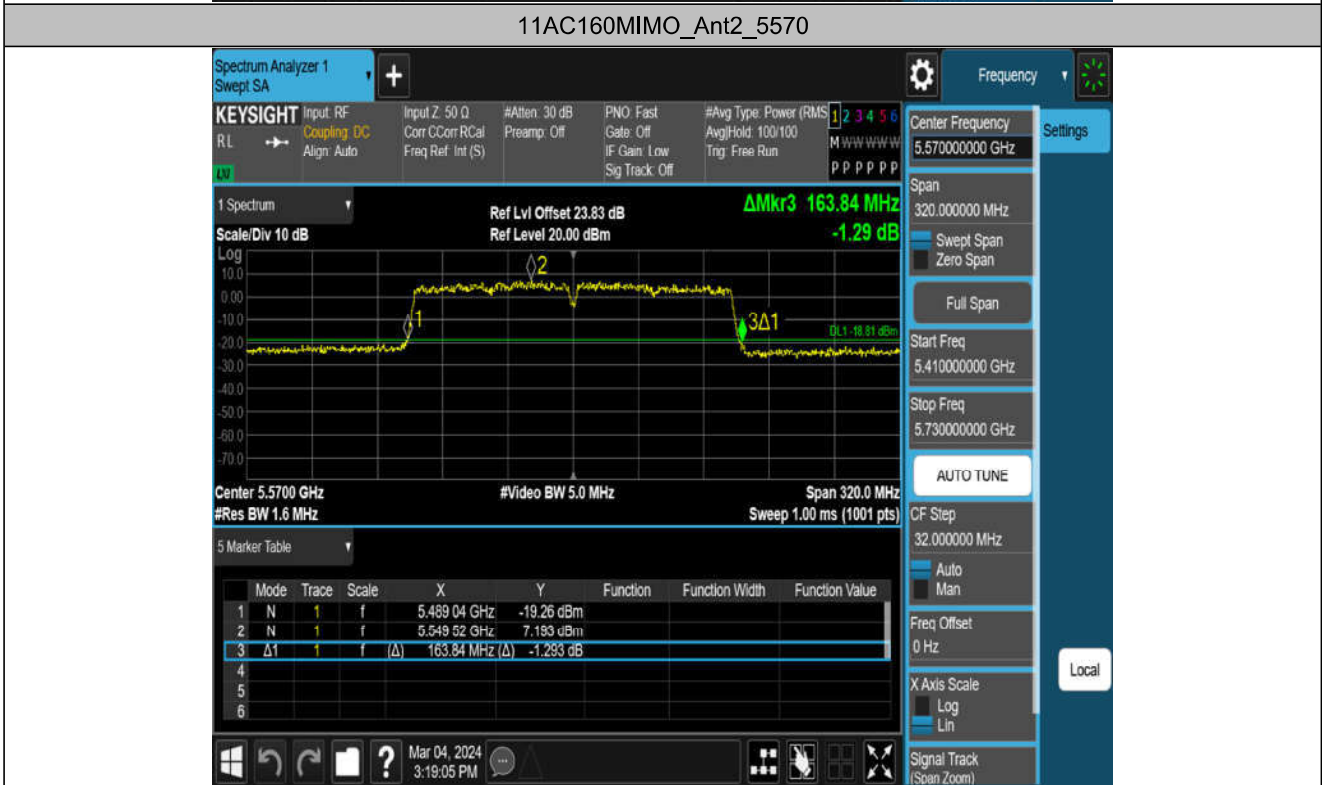 11AC160MIMO_Ant2_5570
Spectrum Analyzer 1
Swept SA
+
Frequency
KEYSIGHT
RL
LXI
Input: RF
Coupling: DC
Align: Auto
Input Z: 50 Ω
Corr CCorr RCal
Freq Ref: Int (S)
#Atten: 30 dB
Preamp: Off
PNO: Fast
Gate: Off
IF Gain: Low
Sig Track: Off
#Avg Type: Power (RMS
Avg|Hold: 100/100
Trig: Free Run
1 2 3 4 5 6
M W W W W W
P P P P P P
Center Frequency
5.570000000 GHz
Settings
1 Spectrum
Scale/Div 10 dB
Ref Lvl Offset 23.83 dB
Ref Level 20.00 dBm
ΔMkr3 163.84 MHz
-1.29 dB
Log
10.0
0.00
-10.0
-20.0
-30.0
-40.0
-50.0
-60.0
-70.0
2
1
3Δ1
DL1 -18.81 dBm
Center 5.5700 GHz
#Res BW 1.6 MHz
#Video BW 5.0 MHz
Span 320.0 MHz
Sweep 1.00 ms (1001 pts)
Span
320.000000 MHz
Swept Span
Zero Span
Full Span
Start Freq
5.410000000 GHz
Stop Freq
5.730000000 GHz
AUTO TUNE
CF Step
32.000000 MHz
Auto
Man
Freq Offset
0 Hz
X Axis Scale
Log
Lin
Signal Track
(Span Zoom)
Local
5 Marker Table
Mode Trace Scale X Y Function Function Width Function Value
1 N 1 f 5.489 04 GHz -19.26 dBm
2 N 1 f 5.549 52 GHz 7.193 dBm
3 Δ1 1 f (Δ) 163.84 MHz (Δ) -1.293 dB
4
5
6
?
Mar 04, 2024
3:19:05 PM